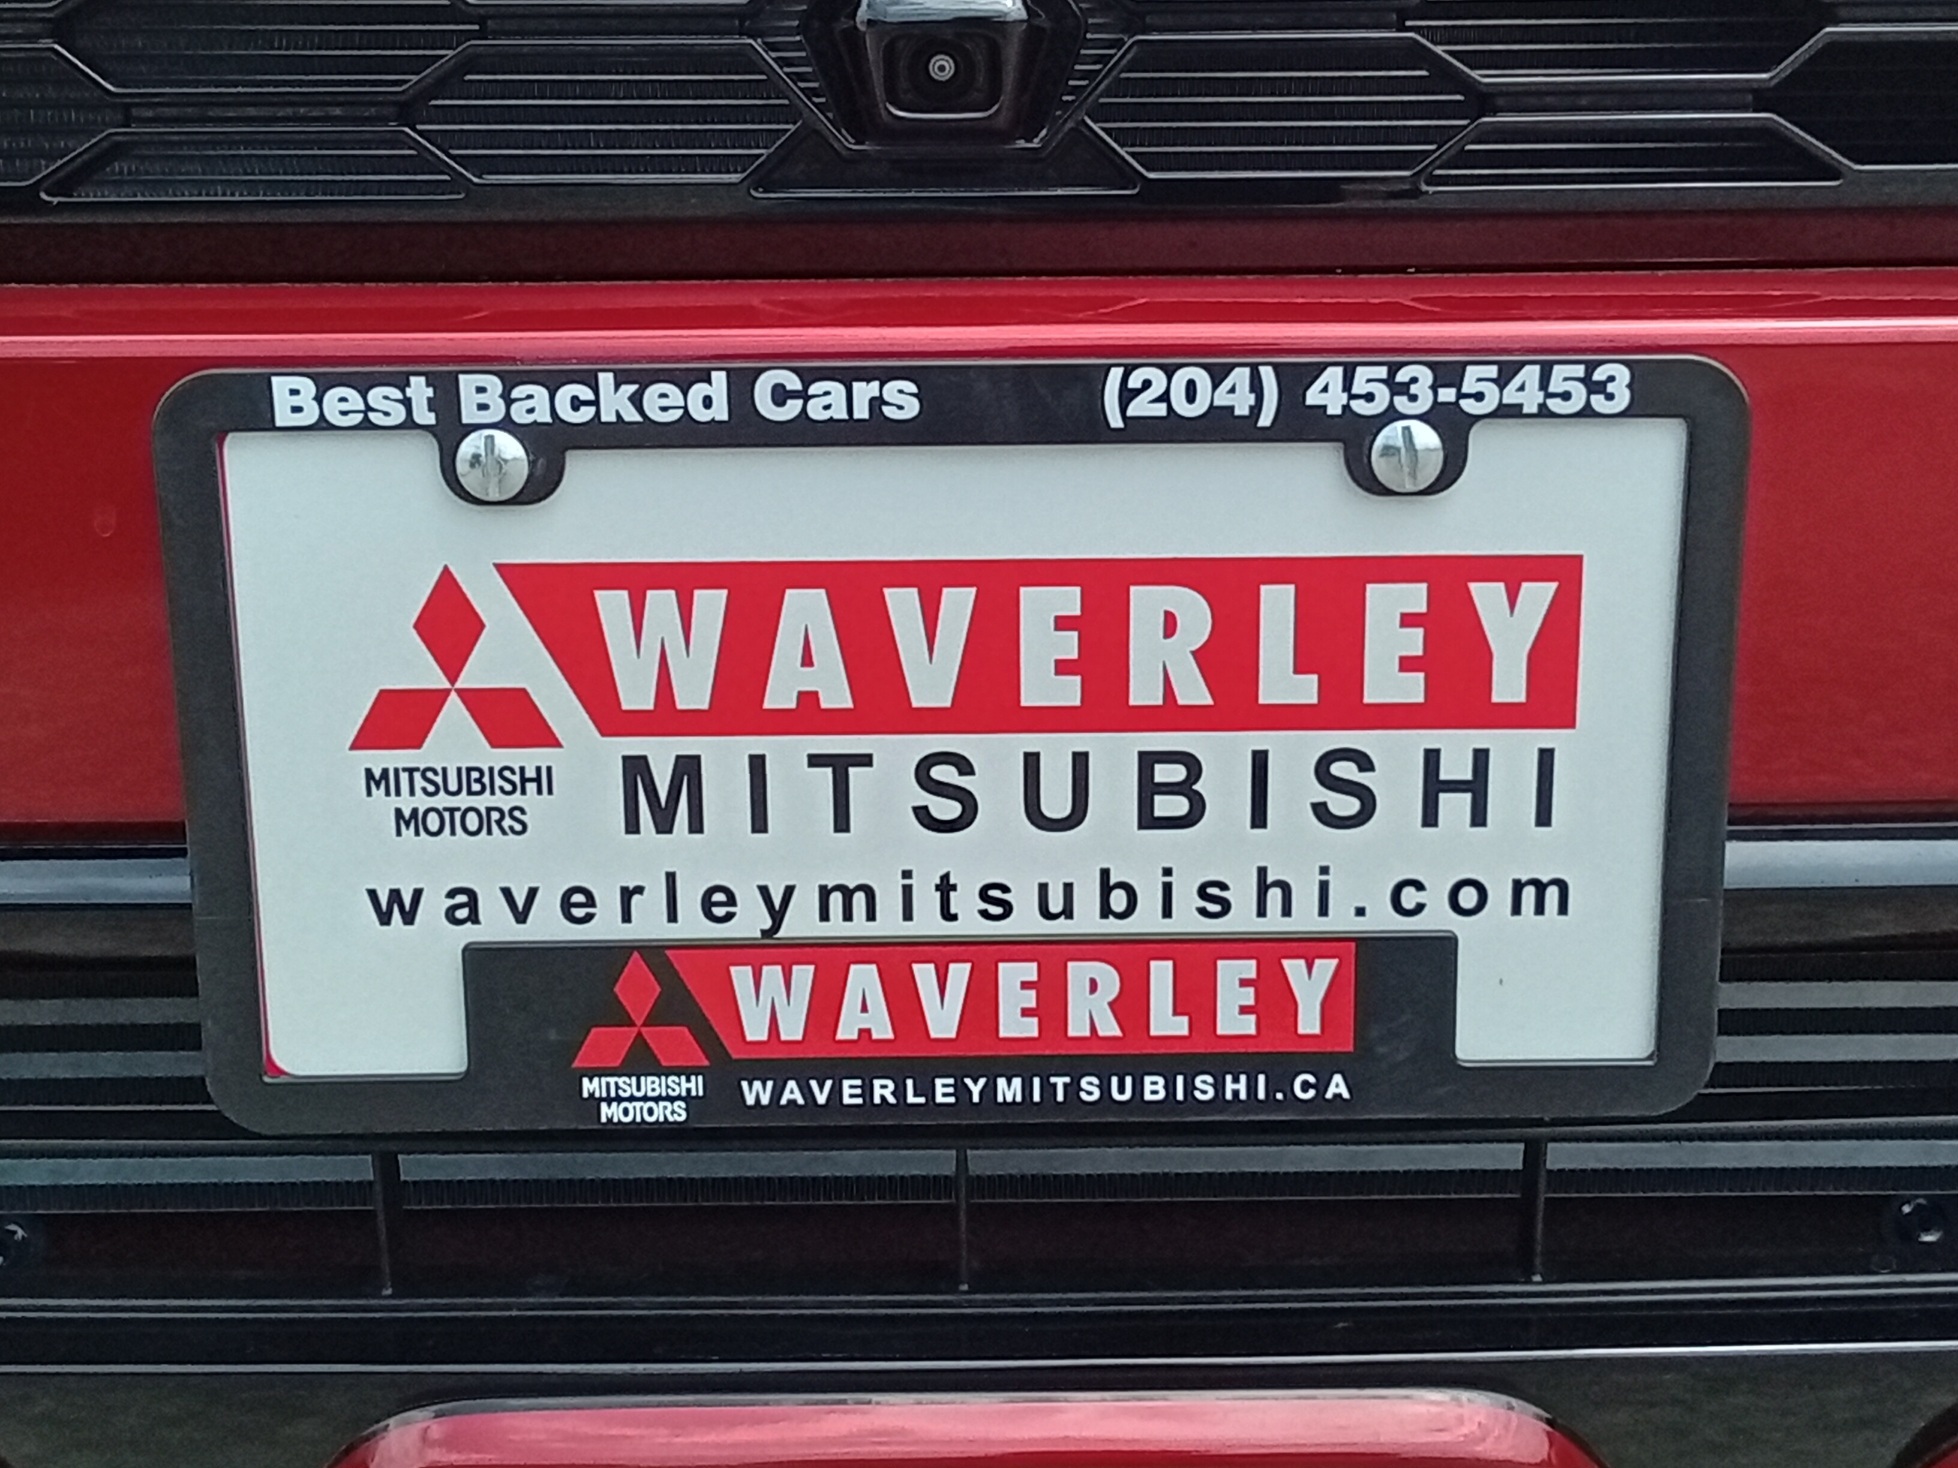 Best Backed Cars (204) 453-5453
WAVERLEY
MITSUBISHI
MITSUBISHI
MOTORS
waverleymitsubishi.com
WAVERLEY
MITSUBISHI
MOTORS
WAVERLEYMITSUBISHI.CA